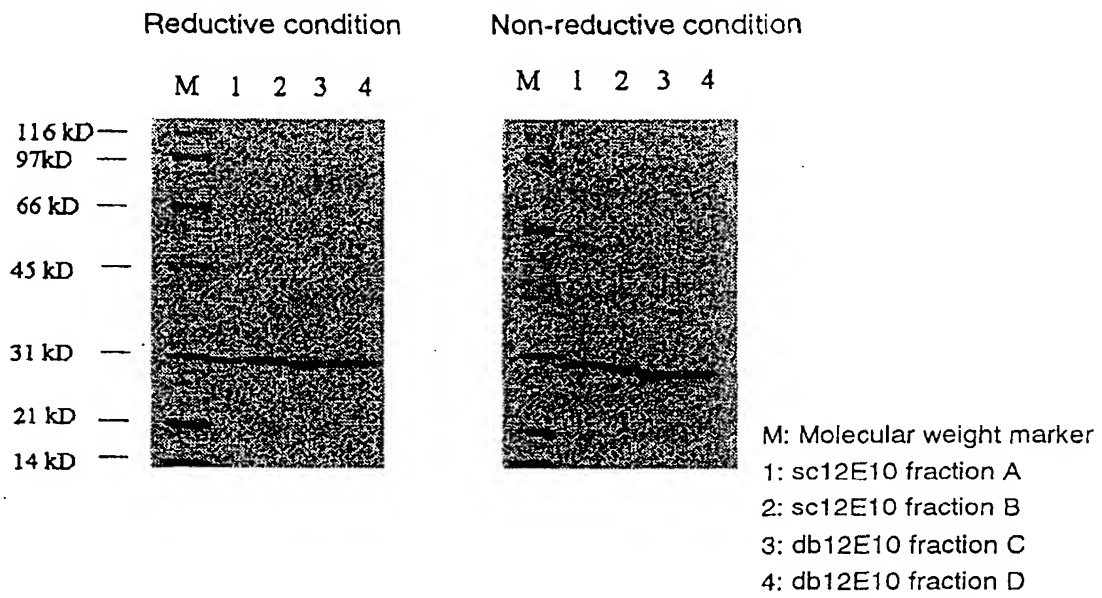 Reductive condition
Non-reductive condition
M 1 2 3 4
M 1 2 3 4
116 kD
97kD
66 kD
45 kD
31 kD
21 kD
14 kD
M: Molecular weight marker
1: sc12E10 fraction A
2: sc12E10 fraction B
3: db12E10 fraction C
4: db12E10 fraction D